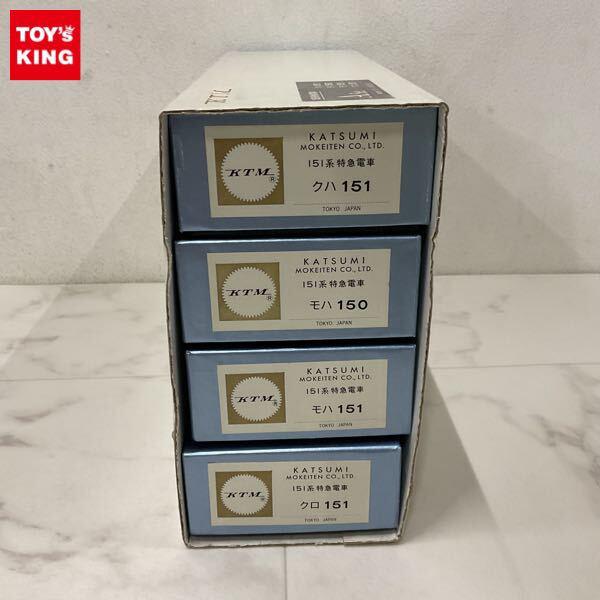 TOY'S
KING
KTM
KATSUMI
MOKEITEN CO., LTD.
151系特急電車
クハ 151
TOKYO JAPAN
KTM
KATSUMI
MOKEITEN CO., LTD.
151系特急電車
モハ 150
TOKYO JAPAN
KTM
KATSUMI
MOKEITEN CO., LTD.
151系特急電車
モハ 151
TOKYO JAPAN
KTM
KATSUMI
MOKEITEN CO., LTD.
151系特急電車
クロ 151
TOKYO JAPAN